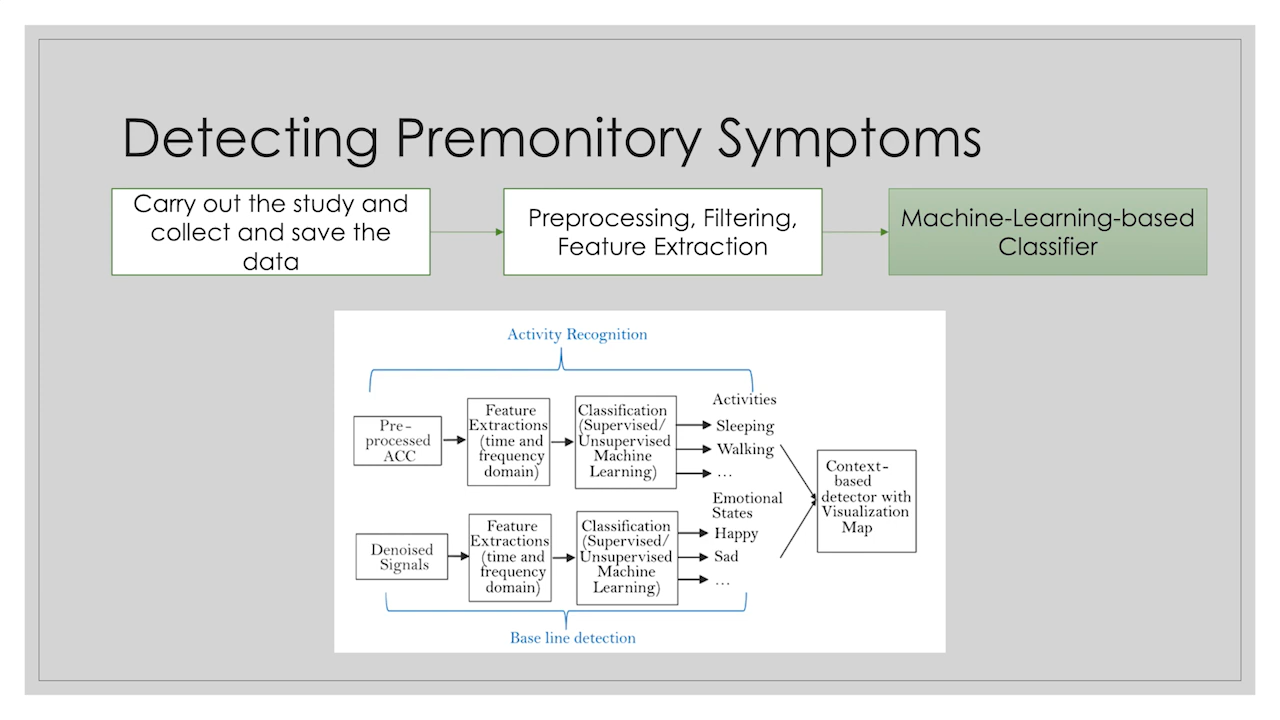 Detecting Premonitory Symptoms
Carry out the study and
collect and save the
data
Preprocessing, Filtering,
Feature Extraction
Machine-Learning-based
Classifier
Activity Recognition
Pre-
processed
ACC
Feature
Extractions
(time and
frequency
domain)
Classification
(Supervised/
Unsupervised
Machine
Learning)
Activities
Sleeping
Walking
...
Denoised
Signals
Feature
Extractions
(time and
frequency
domain)
Classification
(Supervised/
Unsupervised
Machine
Learning)
Emotional
States
Happy
Sad
...
Context-
based
detector with
Visualization
Map
Base line detection